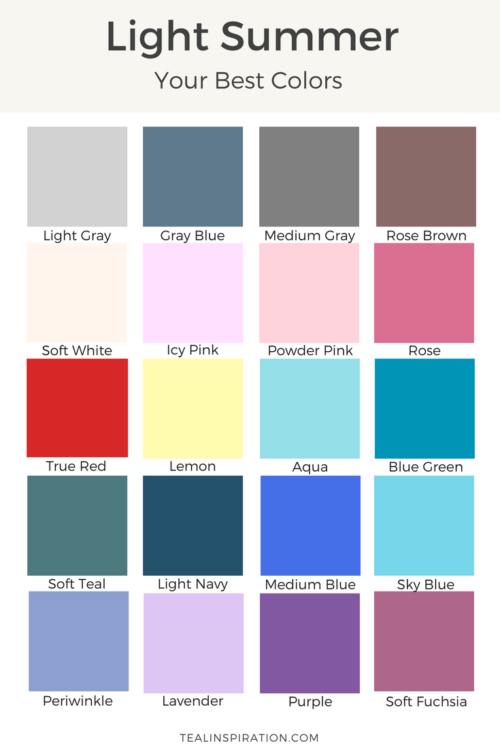 Light Summer
Your Best Colors
Light Gray Gray Blue Medium Gray Rose Brown
Soft White Icy Pink Powder Pink Rose
True Red Lemon Aqua Blue Green
Soft Teal Light Navy Medium Blue Sky Blue
Periwinkle Lavender Purple Soft Fuchsia
TEALINSPIRATION.COM